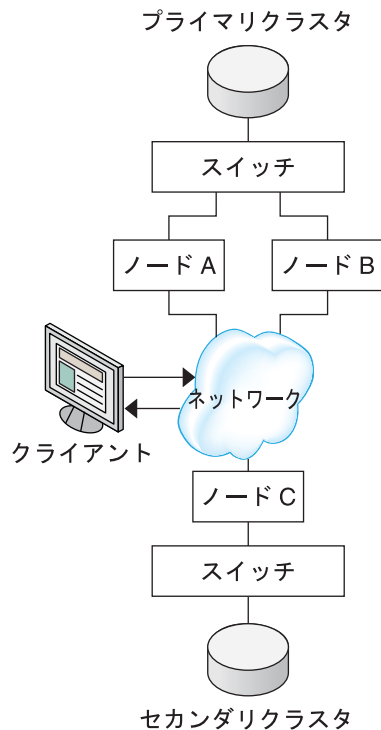 プライマリクラスタ
スイッチ
ノード A
ノード B
ネットワーク
クライアント
ノード C
スイッチ
セカンダリクラスタ